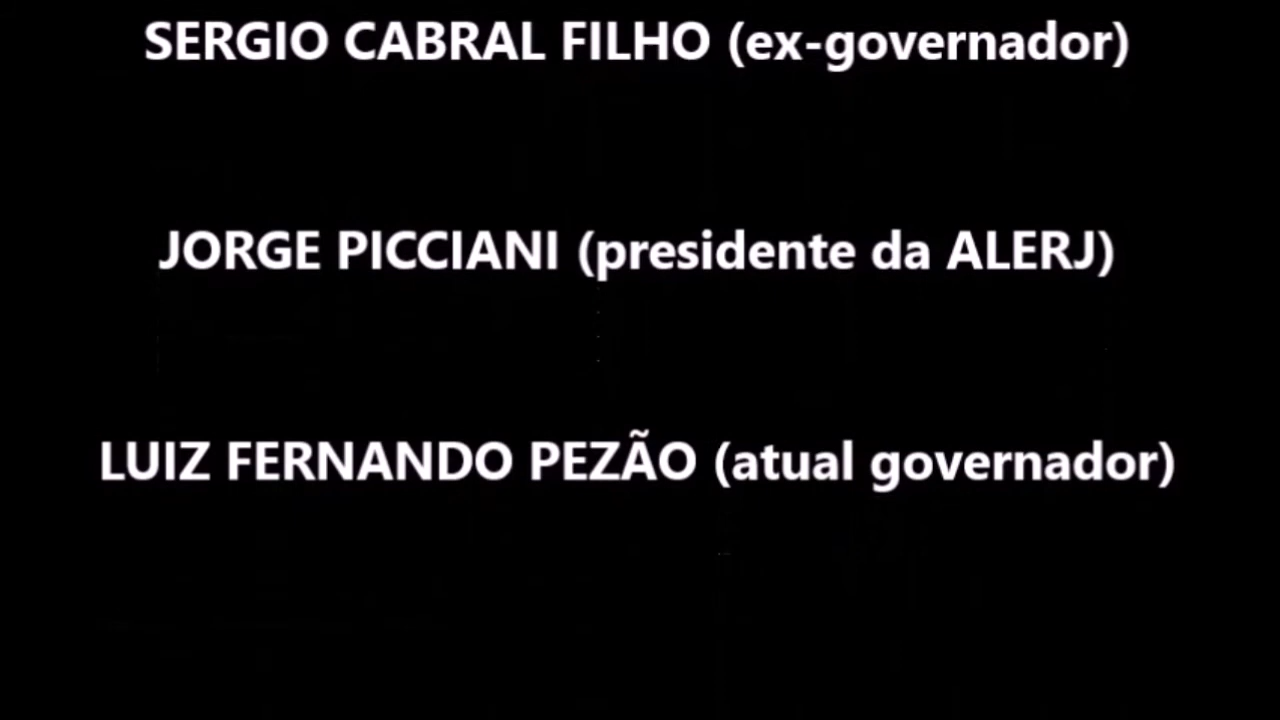 SERGIO CABRAL FILHO (ex-governador)
JORGE PICCIANI (presidente da ALERJ)
LUIZ FERNANDO PEZÃO (atual governador)